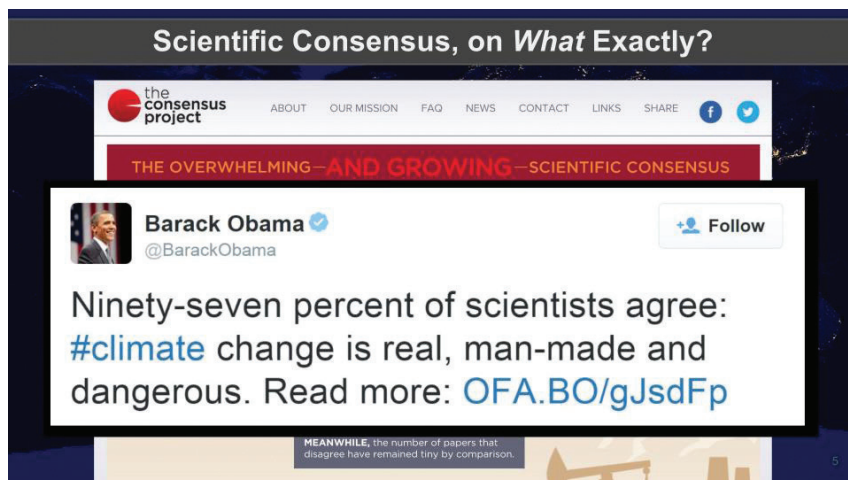 Scientific Consensus, on What Exactly?
the
consensus
project
ABOUT OUR MISSION FAQ NEWS CONTACT LINKS SHARE
THE OVERWHELMING—AND GROWING—SCIENTIFIC CONSENSUS
Barack Obama
@BarackObama
Follow
Ninety-seven percent of scientists agree:
#climate change is real, man-made and
dangerous. Read more: OFA.BO/gJsdFp
MEANWHILE, the number of papers that
disagree have remained tiny by comparison.
5